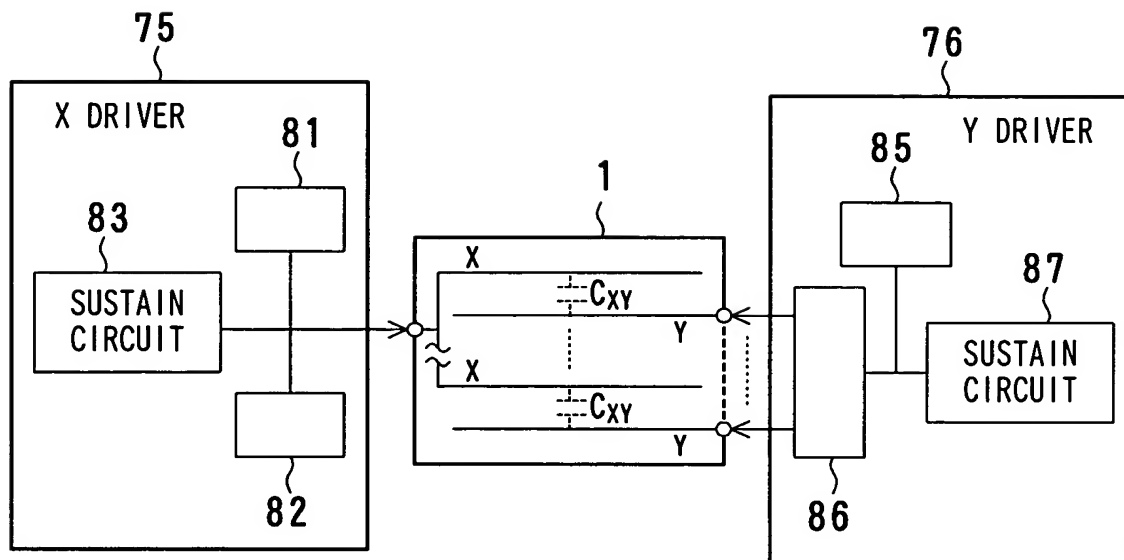 75
X DRIVER
81
83
SUSTAIN
CIRCUIT
82
1
X
CXY
Y
X
CXY
Y
76
Y DRIVER
85
87
SUSTAIN
CIRCUIT
86